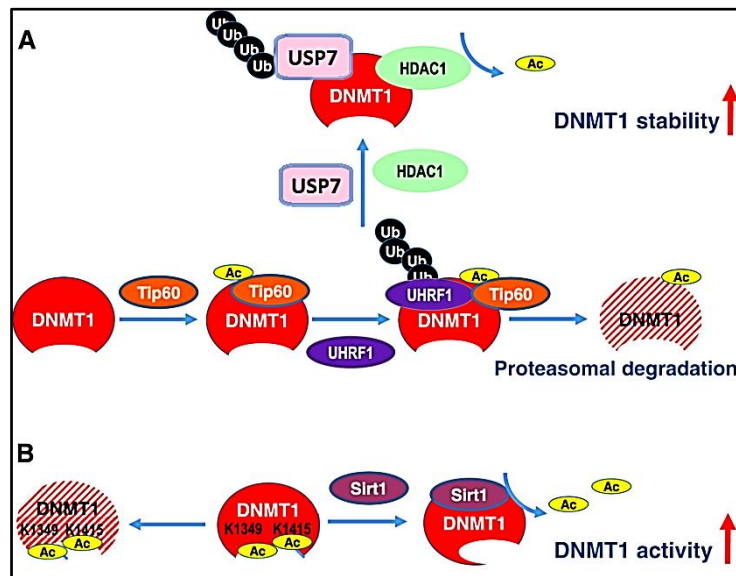 A
Ub
Ub
Ub
Ub
USP7
HDAC1
DNMT1
Ac
DNMT1 stability
USP7
HDAC1
Ub
Ub
Ub
Ub
DNMT1
Tip60
Ac
Tip60
DNMT1
UHRF1
Ac
UHRF1
Tip60
DNMT1
Ac
DNMT1
Proteasomal degradation
B
DNMT1
K1349 K1415
Ac
Ac
DNMT1
K1349 K1415
Ac
Ac
Sirt1
Sirt1
DNMT1
Ac
Ac
DNMT1 activity